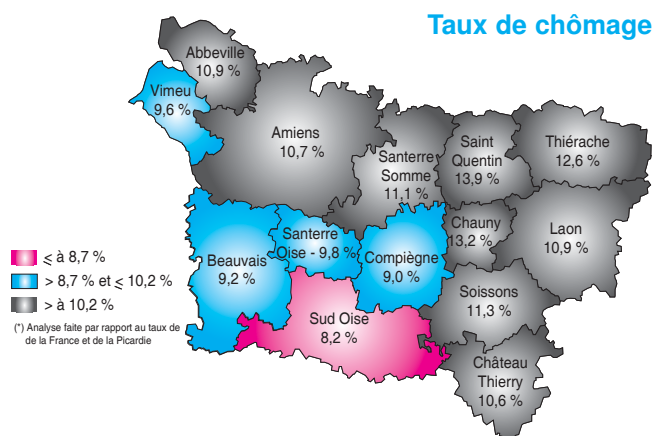 Taux de chômage
Abbeville
10,9 %
Vimeu
9,6 %
Amiens
10,7 %
Santerre
Somme
11,1 %
Saint
Quentin
13,9 %
Thiérache
12,6 %
Beauvais
9,2 %
Santerre
Oise - 9,8 %
Compiègne
9,0 %
Chauny
13,2 %
Laon
10,9 %
Soissons
11,3 %
Sud Oise
8,2 %
Château
Thierry
10,6 %
⩽ à 8,7 %
> 8,7 % et ⩽ 10,2 %
> à 10,2 %
(*) Analyse faite par rapport au taux de
de la France et de la Picardie